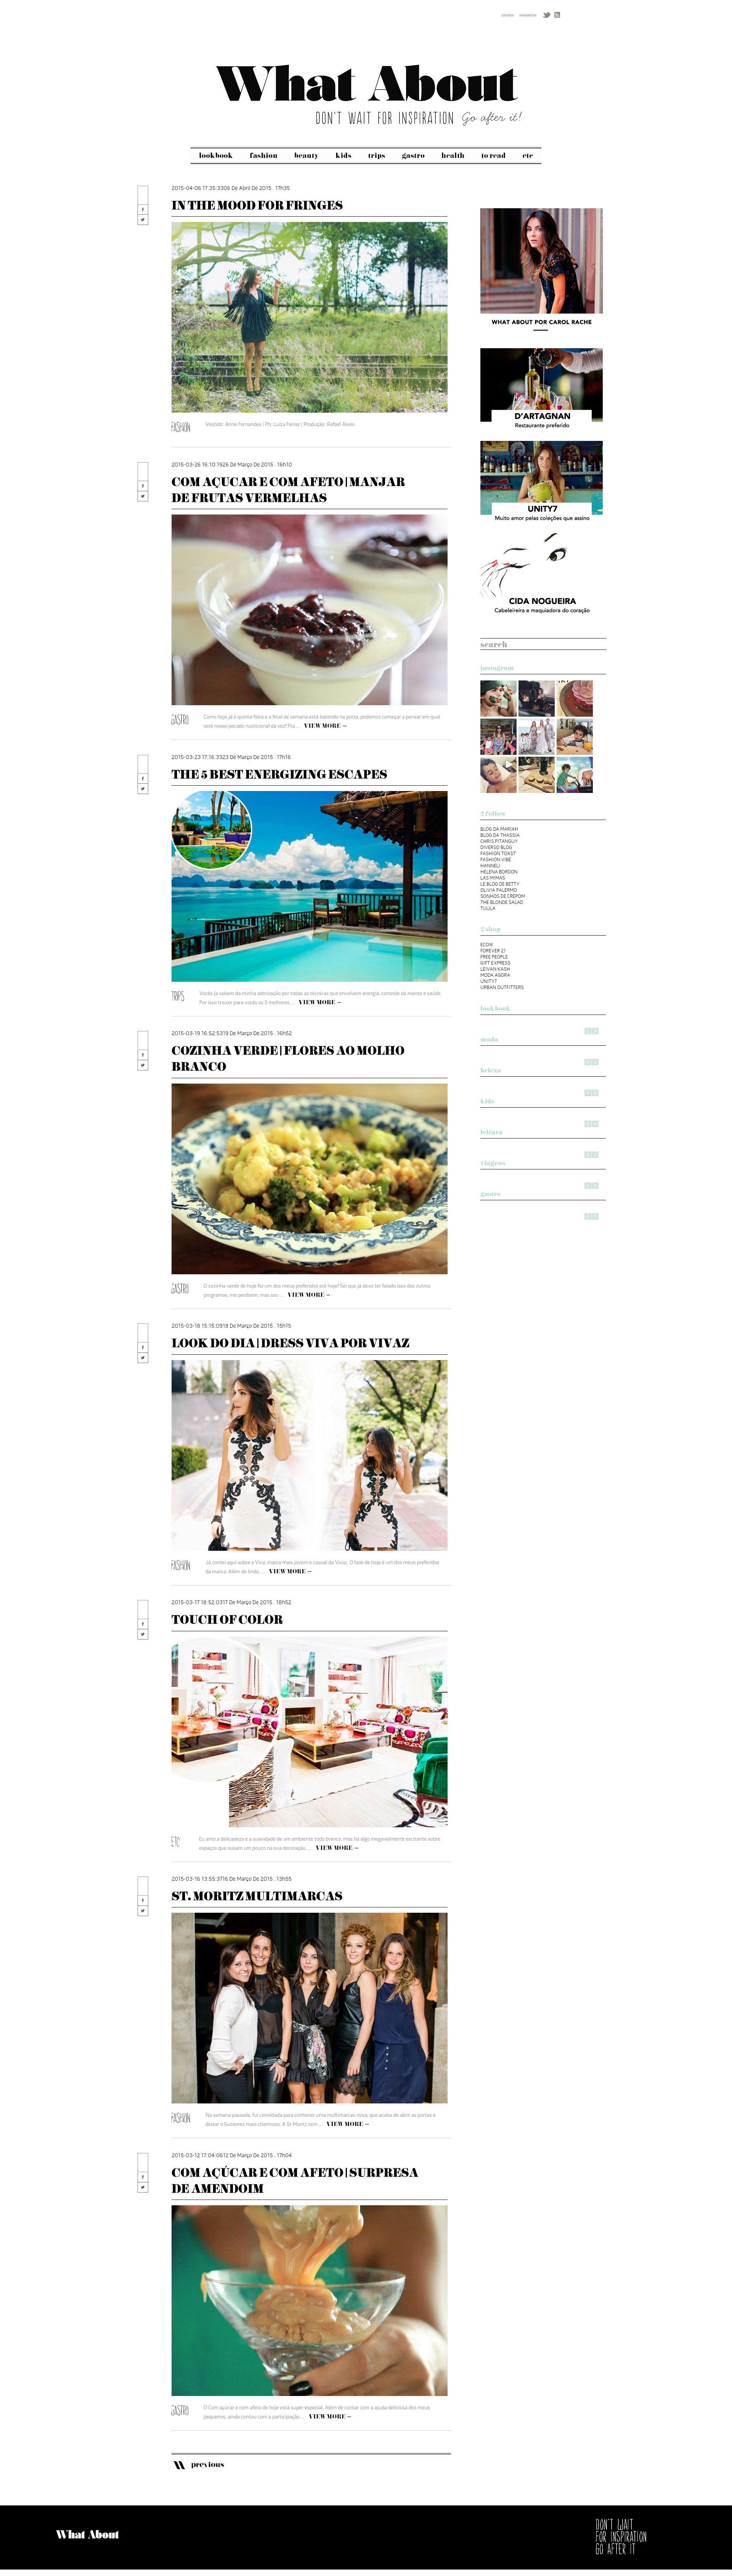 What About
DON'T WAIT FOR INSPIRATION Go after it!
lookbook fashion beauty kids trips gastro health to read etc
2015-04-06 17:35:3306 De Abril De 2015 . 17h35
IN THE MOOD FOR FRINGES
FASHION
Vestido: Anne Fernandes | Ph: Luiza Ferraz | Produção: Rafael Alves
2015-03-26 16:10:1926 De Março De 2015 . 16h10
COM AÇUCAR E COM AFETO | MANJAR
DE FRUTAS VERMELHAS
GASTRO
Como hoje já é quinta-feira e o final de semana está batendo na porta, podemos começar a pensar em qual
será nosso pecado nutricional da vez! Pra ... VIEW MORE →
2015-03-23 17:16:3323 De Março De 2015 . 17h16
THE 5 BEST ENERGIZING ESCAPES
TRIPS
Vocês já sabem da minha admiração por todas as técnicas que envolvem energia, controle da mente e saúde.
Por isso trouxe para vocês os 5 melhores ... VIEW MORE →
2015-03-19 16:52:5319 De Março De 2015 . 16h52
COZINHA VERDE | FLORES AO MOLHO
BRANCO
GASTRO
O cozinha verde de hoje foi um dos meus preferidos até hoje! Sei que já devo ter falado isso dos outros
programas, me perdoem, mas sou ... VIEW MORE →
2015-03-18 15:15:0918 De Março De 2015 . 15h15
LOOK DO DIA | DRESS VIVA POR VIVAZ
FASHION
Já contei aqui sobre a Viva, marca mais jovem e casual da Vivaz. O look de hoje é um dos meus preferidos
da marca. Além de linda, ... VIEW MORE →
2015-03-17 18:52:0317 De Março De 2015 . 18h52
TOUCH OF COLOR
ETC
Eu amo a delicadeza e a suavidade de um ambiente todo branco, mas há algo inegavelmente excitante sobre
espaços que ousam um pouco na sua decoração. ... VIEW MORE →
2015-03-16 13:55:3716 De Março De 2015 . 13h55
ST. MORITZ MULTIMARCAS
FASHION
Na semana passada, fui convidada para conhecer uma multimarcas nova, que acaba de abrir as portas e
deixar o Gutierrez mais charmoso. A St Moritz tem ... VIEW MORE →
2015-03-12 17:04:0612 De Março De 2015 . 17h04
COM AÇÚCAR E COM AFETO | SURPRESA
DE AMENDOIM
GASTRO
O Com açúcar e com afeto de hoje está super especial. Além de contar com a ajuda deliciosa dos meus
pequenos, ainda contou com a participação ... VIEW MORE →
previous
WHAT ABOUT POR CAROL RACHE
D'ARTAGNAN
Restaurante preferido
UNITY7
Muito amor pelas coleções que assino
CIDA NOGUEIRA
Cabeleireira e maquiadora do coração
search
instagram
2 follow
BLOG DA MARIAH
BLOG DA THASSIA
CHRIS PITANGUY
DIVERSO BLOG
FASHION TOAST
FASHION VIBE
HANNELI
HELENA BORDON
LAS MIMAS
LE BLOG DE BETTY
OLIVIA PALERMO
SONHOS DE CREPOM
THE BLONDE SALAD
TUULA
2 shop
ECOW
FOREVER 21
FREE PEOPLE
GIFT EXPRESS
LEIVAN KASH
MODA AGORA
UNITY7
URBAN OUTFITTERS
lookbook
moda
beleza
kids
leitura
viagens
gastro
What About
DON'T WAIT
FOR INSPIRATION
GO AFTER IT